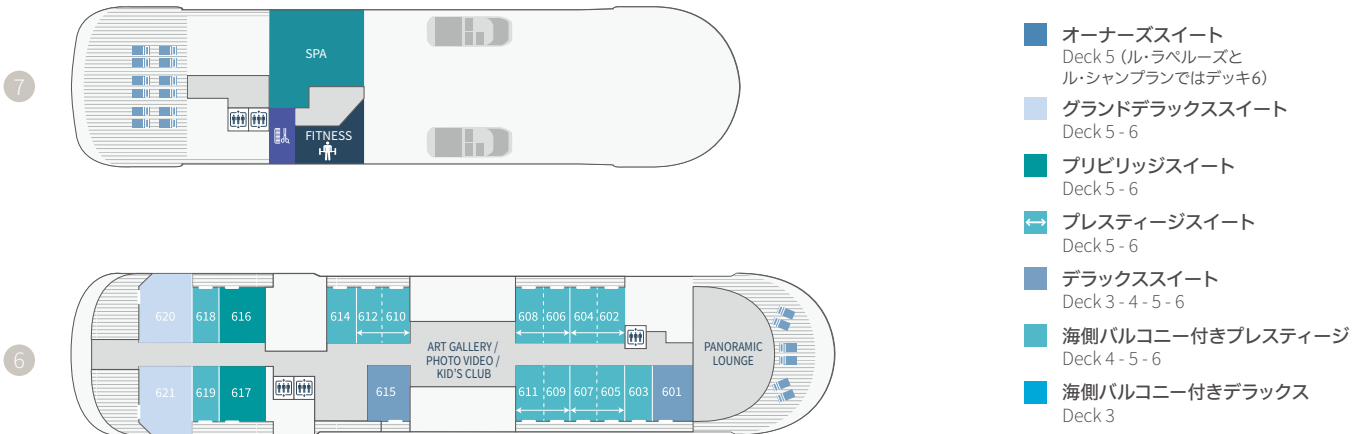 7
SPA
FITNESS
6
620
618
616
614
612
610
608
606
604
602
ART GALLERY /
PHOTO VIDEO /
KID'S CLUB
PANORAMIC
LOUNGE
621
619
617
615
611
609
607
605
603
601
オーナーズスイート
Deck 5 (ル・ラペルーズと
ル・シャンプランではデッキ6)
グランドデラックススイート
Deck 5 - 6
プリビリッジスイート
Deck 5 - 6
プレスティージスイート
Deck 5 - 6
デラックススイート
Deck 3 - 4 - 5 - 6
海側バルコニー付きプレスティージ
Deck 4 - 5 - 6
海側バルコニー付きデラックス
Deck 3